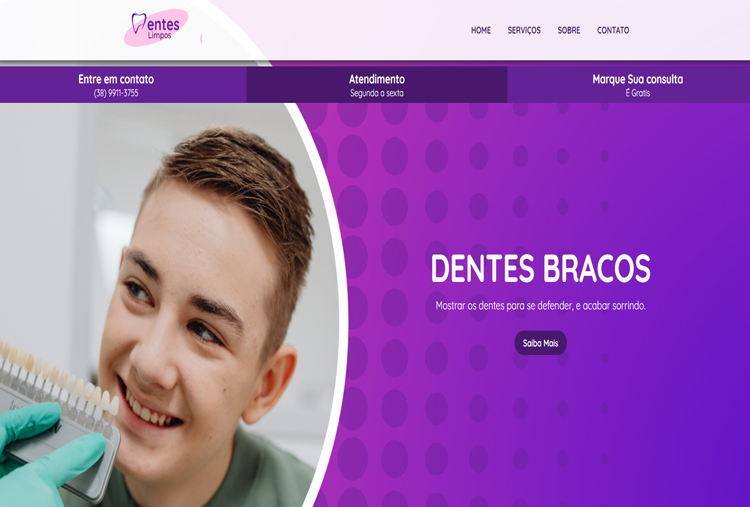 Dentes
Limpos
HOME SERVIÇOS SOBRE CONTATO
Entre em contato
(38) 9911-3755
Atendimento
Segunda a sexta
Marque Sua consulta
É Gratis
DENTES BRACOS
Mostrar os dentes para se defender, e acabar sorrindo.
Saiba Mais